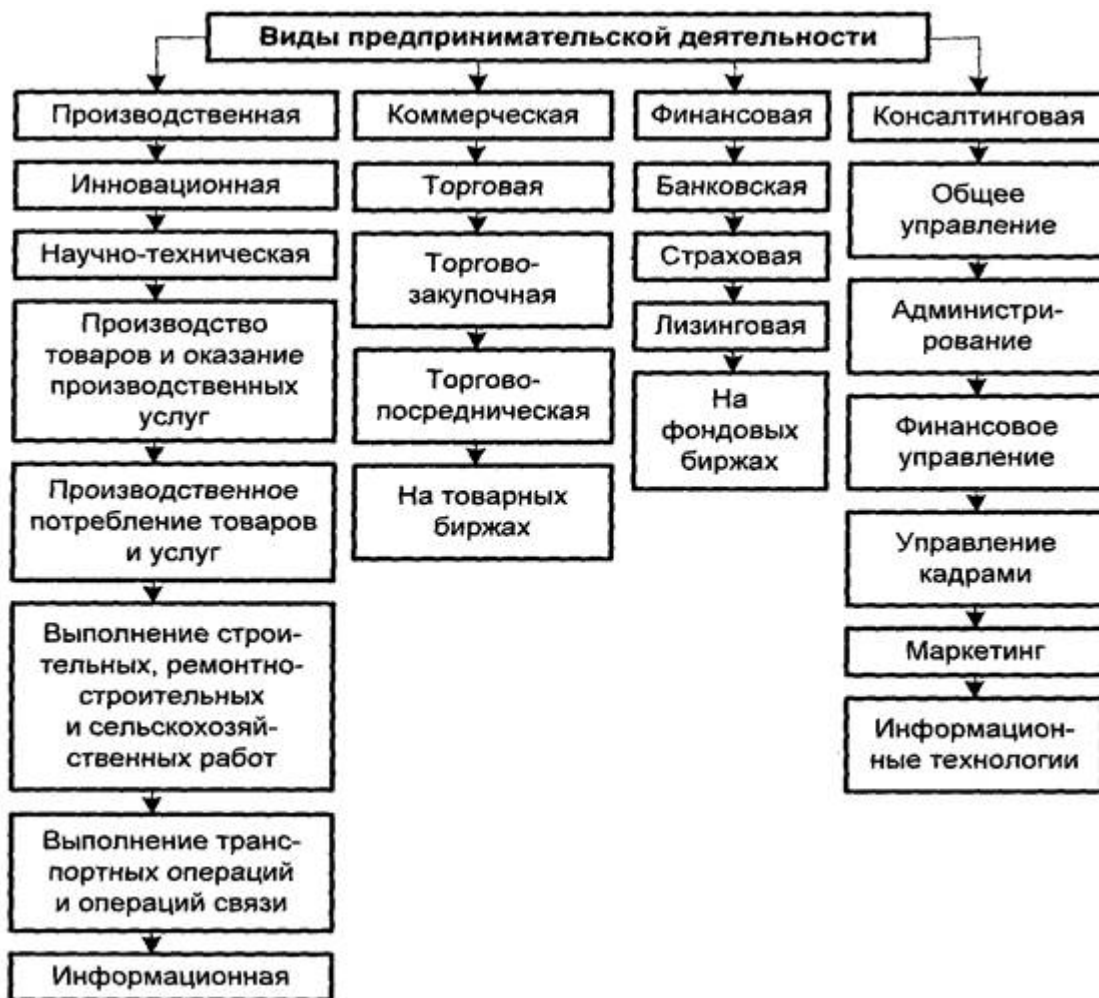 Виды предпринимательской деятельности
Производственная
Инновационная
Научно-техническая
Производство
товаров и оказание
производственных
услуг
Производственное
потребление товаров
и услуг
Выполнение строи-
тельных, ремонтно-
строительных
и сельскохозяй-
ственных работ
Выполнение транс-
портных операций
и операций связи
Информационная
Коммерческая
Торговая
Торгово-
закупочная
Торгово-
посредническая
На товарных
биржах
Финансовая
Банковская
Страховая
Лизинговая
На
фондовых
биржах
Консалтинговая
Общее
управление
Администри-
рование
Финансовое
управление
Управление
кадрами
Маркетинг
Информацион-
ные технологии